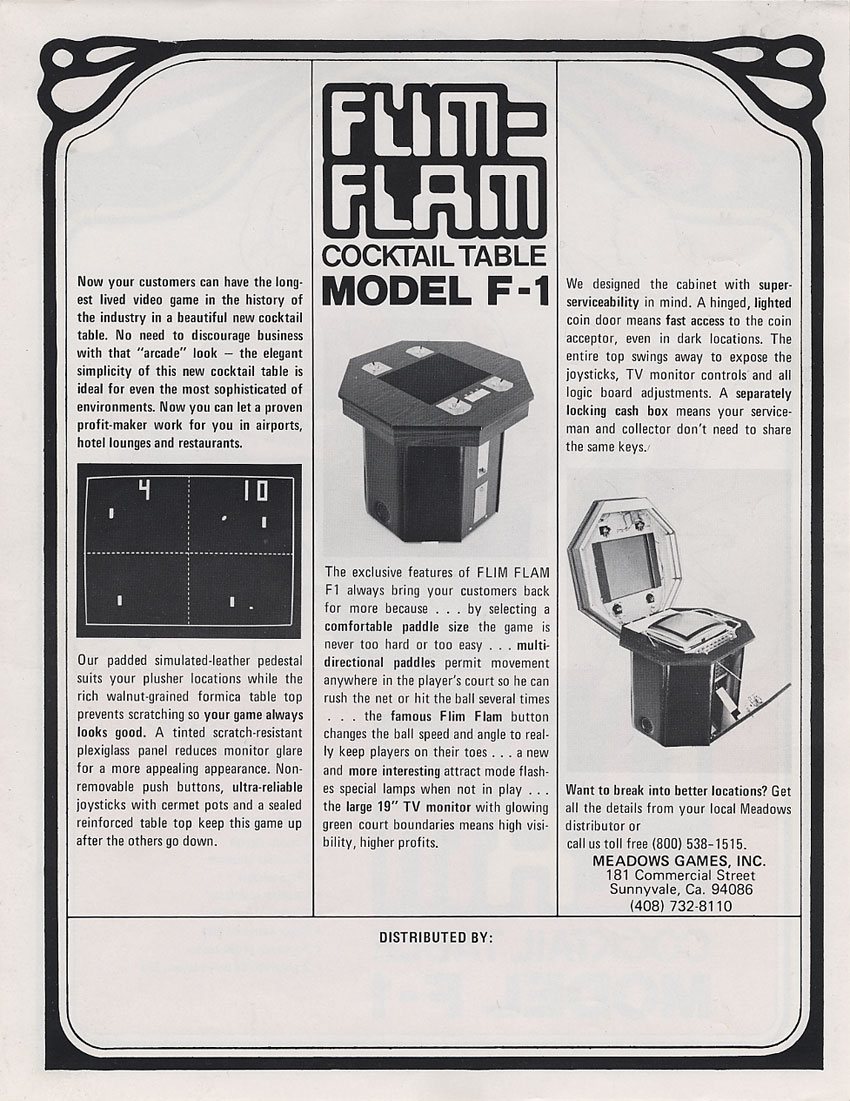 FLIM-
FLAM
COCKTAIL TABLE
MODEL F-1
Now your customers can have the long-
est lived video game in the history of
the industry in a beautiful new cocktail
table. No need to discourage business
with that "arcade" look — the elegant
simplicity of this new cocktail table is
ideal for even the most sophisticated of
environments. Now you can let a proven
profit-maker work for you in airports,
hotel lounges and restaurants.
4 10
Our padded simulated-leather pedestal
suits your plusher locations while the
rich walnut-grained formica table top
prevents scratching so your game always
looks good. A tinted scratch-resistant
plexiglass panel reduces monitor glare
for a more appealing appearance. Non-
removable push buttons, ultra-reliable
joysticks with cermet pots and a sealed
reinforced table top keep this game up
after the others go down.
The exclusive features of FLIM FLAM
F1 always bring your customers back
for more because . . . by selecting a
comfortable paddle size the game is
never too hard or too easy . . . multi-
directional paddles permit movement
anywhere in the player's court so he can
rush the net or hit the ball several times
. . . the famous Flim Flam button
changes the ball speed and angle to real-
ly keep players on their toes . . . a new
and more interesting attract mode flash-
es special lamps when not in play . . .
the large 19" TV monitor with glowing
green court boundaries means high visi-
bility, higher profits.
We designed the cabinet with super-
serviceability in mind. A hinged, lighted
coin door means fast access to the coin
acceptor, even in dark locations. The
entire top swings away to expose the
joysticks, TV monitor controls and all
logic board adjustments. A separately
locking cash box means your service-
man and collector don't need to share
the same keys.
Want to break into better locations? Get
all the details from your local Meadows
distributor or
call us toll free (800) 538-1515.
MEADOWS GAMES, INC.
181 Commercial Street
Sunnyvale, Ca. 94086
(408) 732-8110
DISTRIBUTED BY: